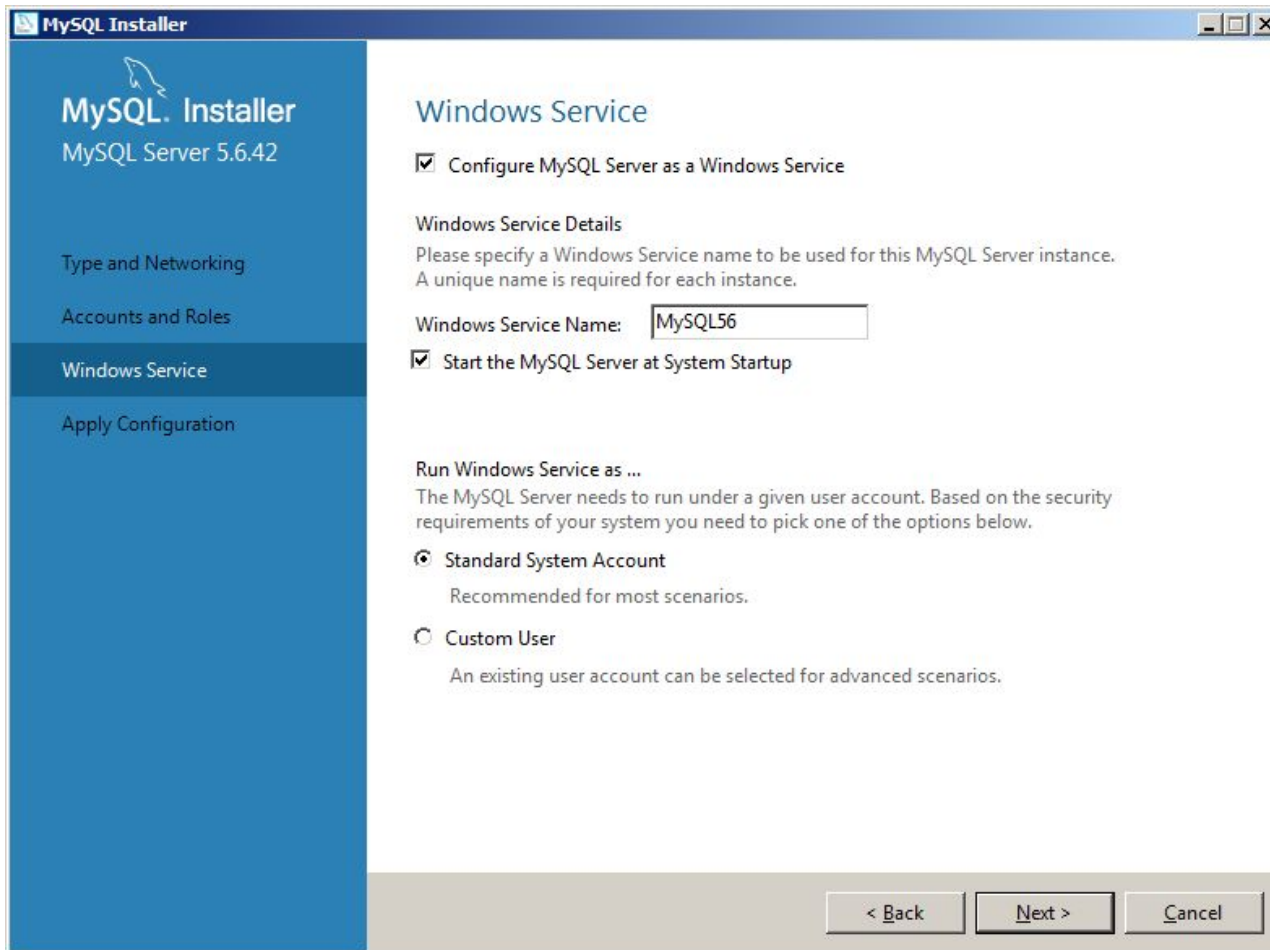 MySQL Installer
MySQL. Installer
MySQL Server 5.6.42
Type and Networking
Accounts and Roles
Windows Service
Apply Configuration
Windows Service
Configure MySQL Server as a Windows Service
Windows Service Details
Please specify a Windows Service name to be used for this MySQL Server instance.
A unique name is required for each instance.
Windows Service Name: MySQL56
Start the MySQL Server at System Startup
Run Windows Service as ...
The MySQL Server needs to run under a given user account. Based on the security
requirements of your system you need to pick one of the options below.
Standard System Account
Recommended for most scenarios.
Custom User
An existing user account can be selected for advanced scenarios.
< Back Next > Cancel